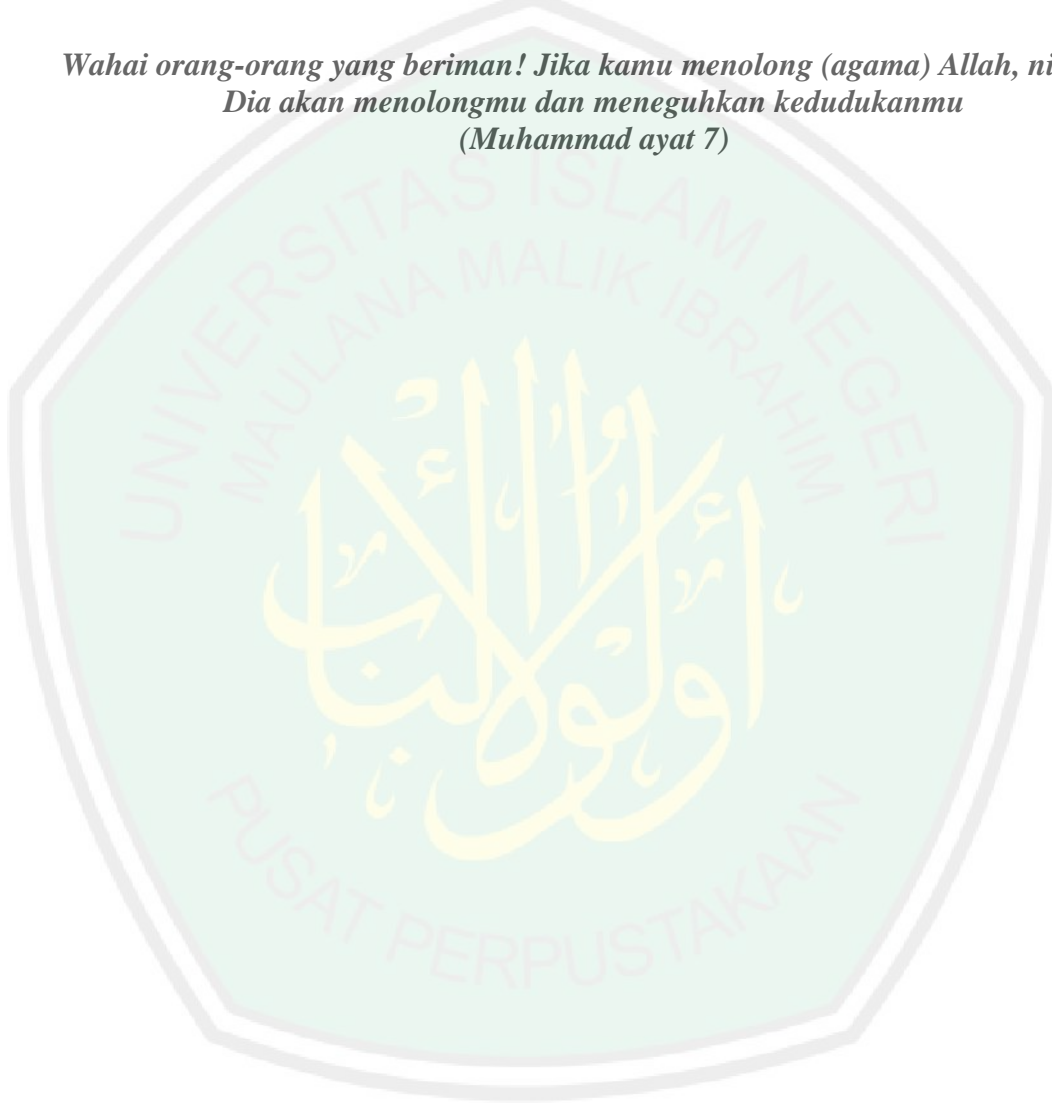 Wahai orang-orang yang beriman! Jika kamu menolong (agama) Allah, ni
Dia akan menolongmu dan meneguhkan kedudukanmu
(Muhammad ayat 7)
UNIVERSITAS ISLAM NEGERI
MAULANA MALIK IBRAHIM
أولوا الألباب
PUSAT PERPUSTAKAAN